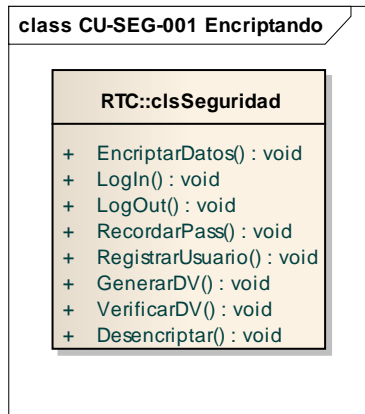 class CU-SEG-001 Encriptando
RTC::clsSeguridad
+ EncriptarDatos() : void
+ LogIn() : void
+ LogOut() : void
+ RecordarPass() : void
+ RegistrarUsuario() : void
+ GenerarDV() : void
+ VerificarDV() : void
+ Desencriptar() : void